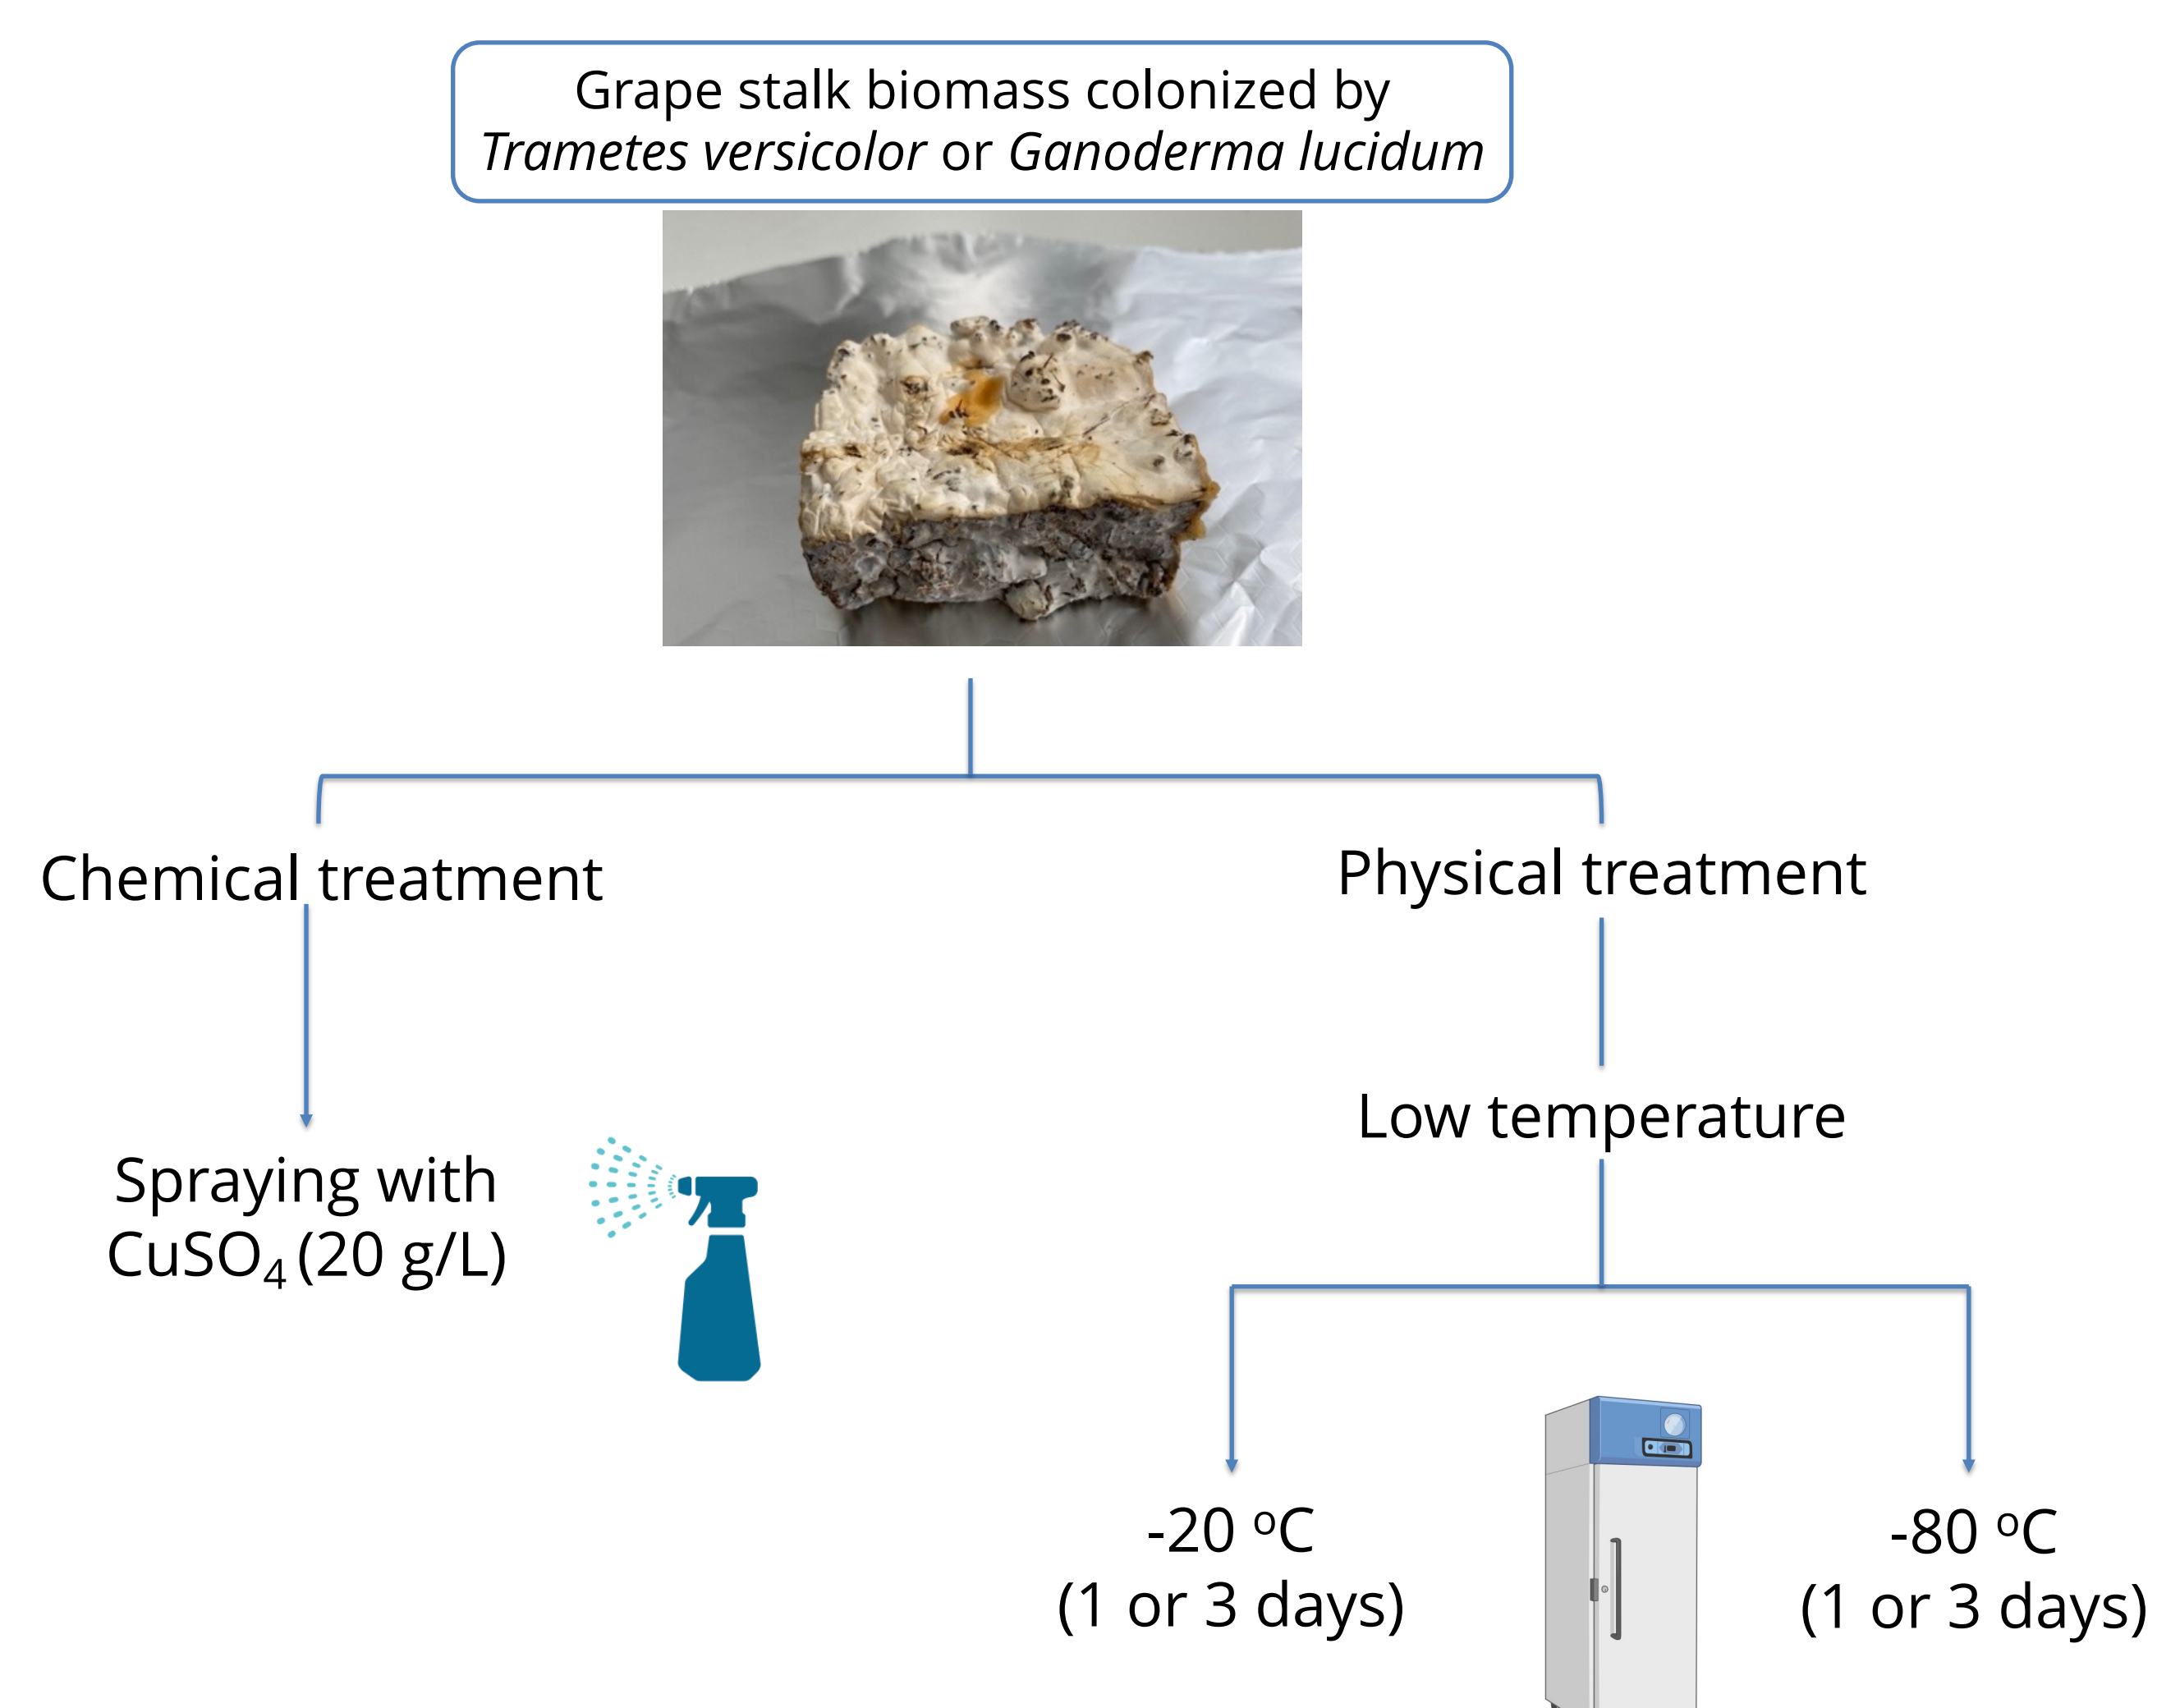 Grape stalk biomass colonized by
Trametes versicolor or Ganoderma lucidum
Chemical treatment
Physical treatment
Low temperature
Spraying with
CuSO₄ (20 g/L)
-20 ºC
(1 or 3 days)
-80 ºC
(1 or 3 days)